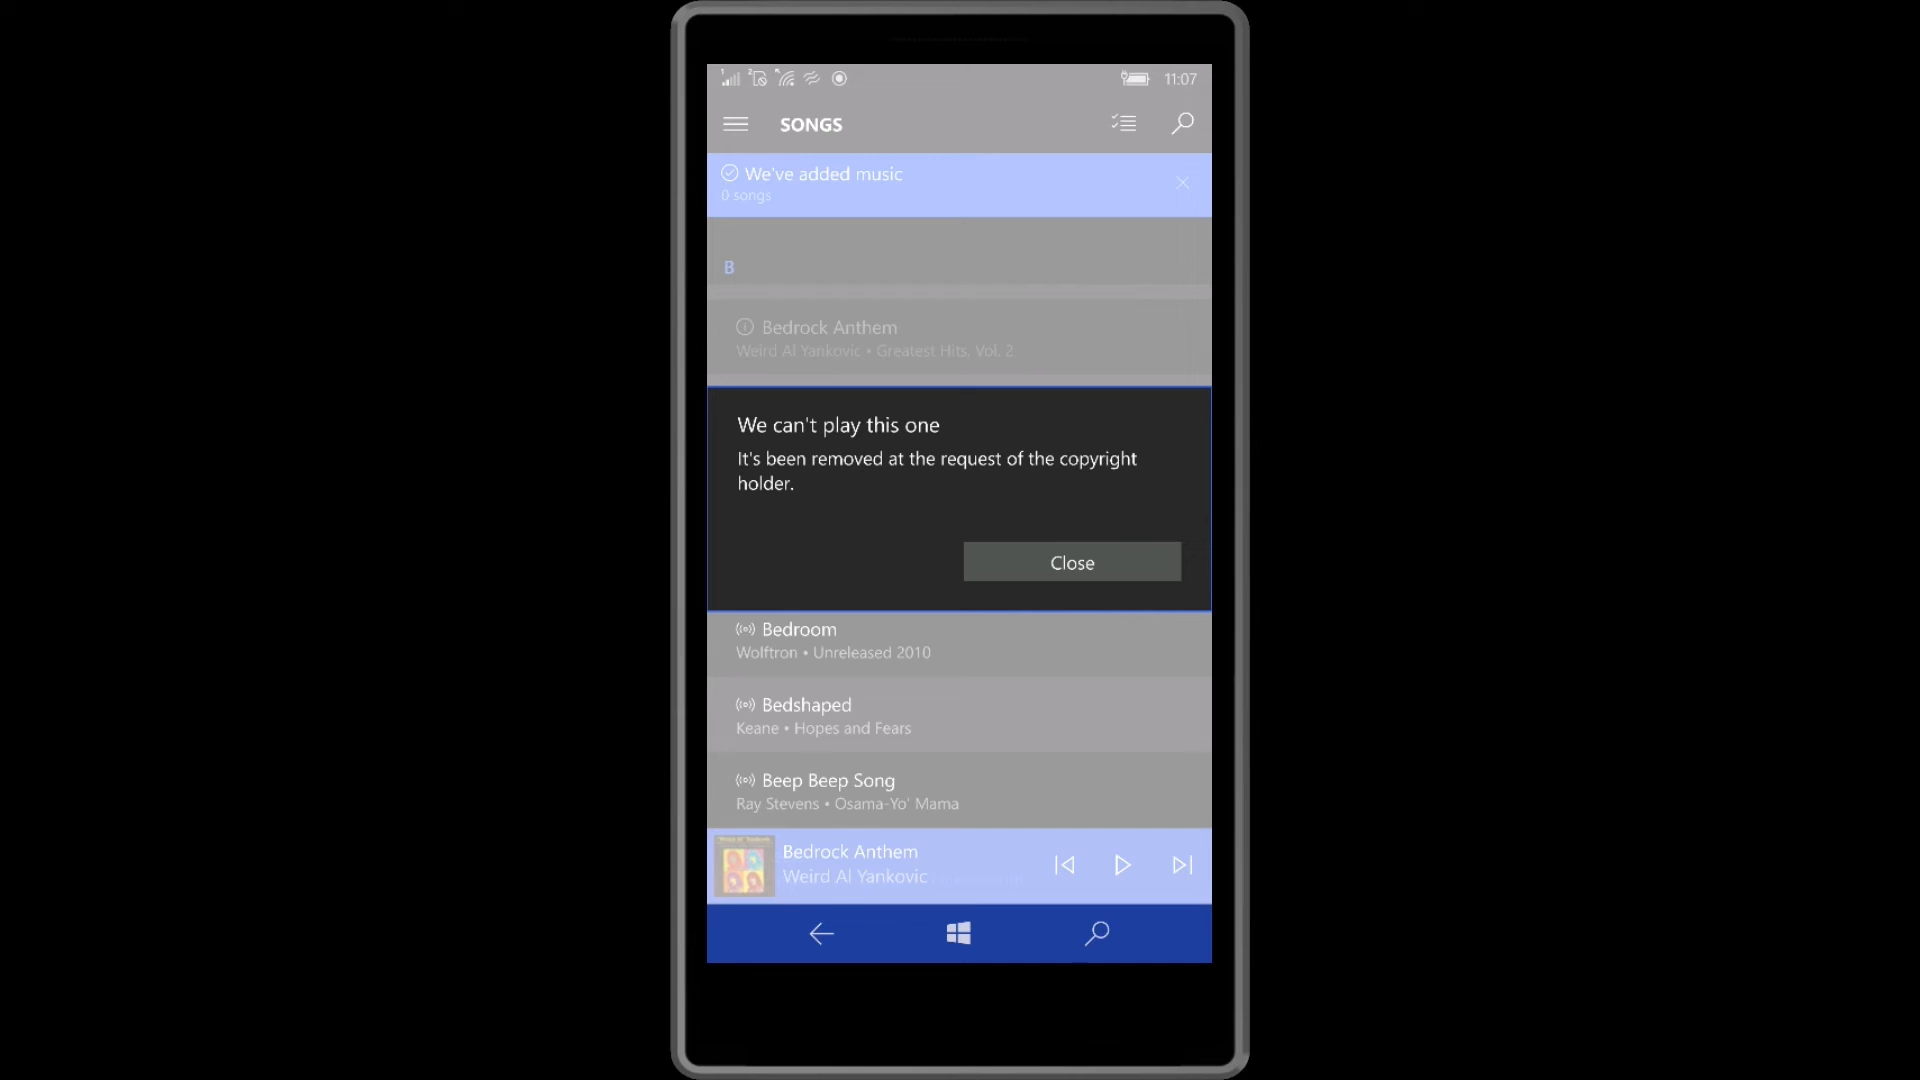 11:07
SONGS
We've added music
0 songs
B
Bedrock Anthem
Weird Al Yankovic • Greatest Hits, Vol. 2
We can't play this one
It's been removed at the request of the copyright
holder.
Close
Bedroom
Wolftron • Unreleased 2010
Bedshaped
Keane • Hopes and Fears
Beep Beep Song
Ray Stevens • Osama-Yo' Mama
Bedrock Anthem
Weird Al Yankovic